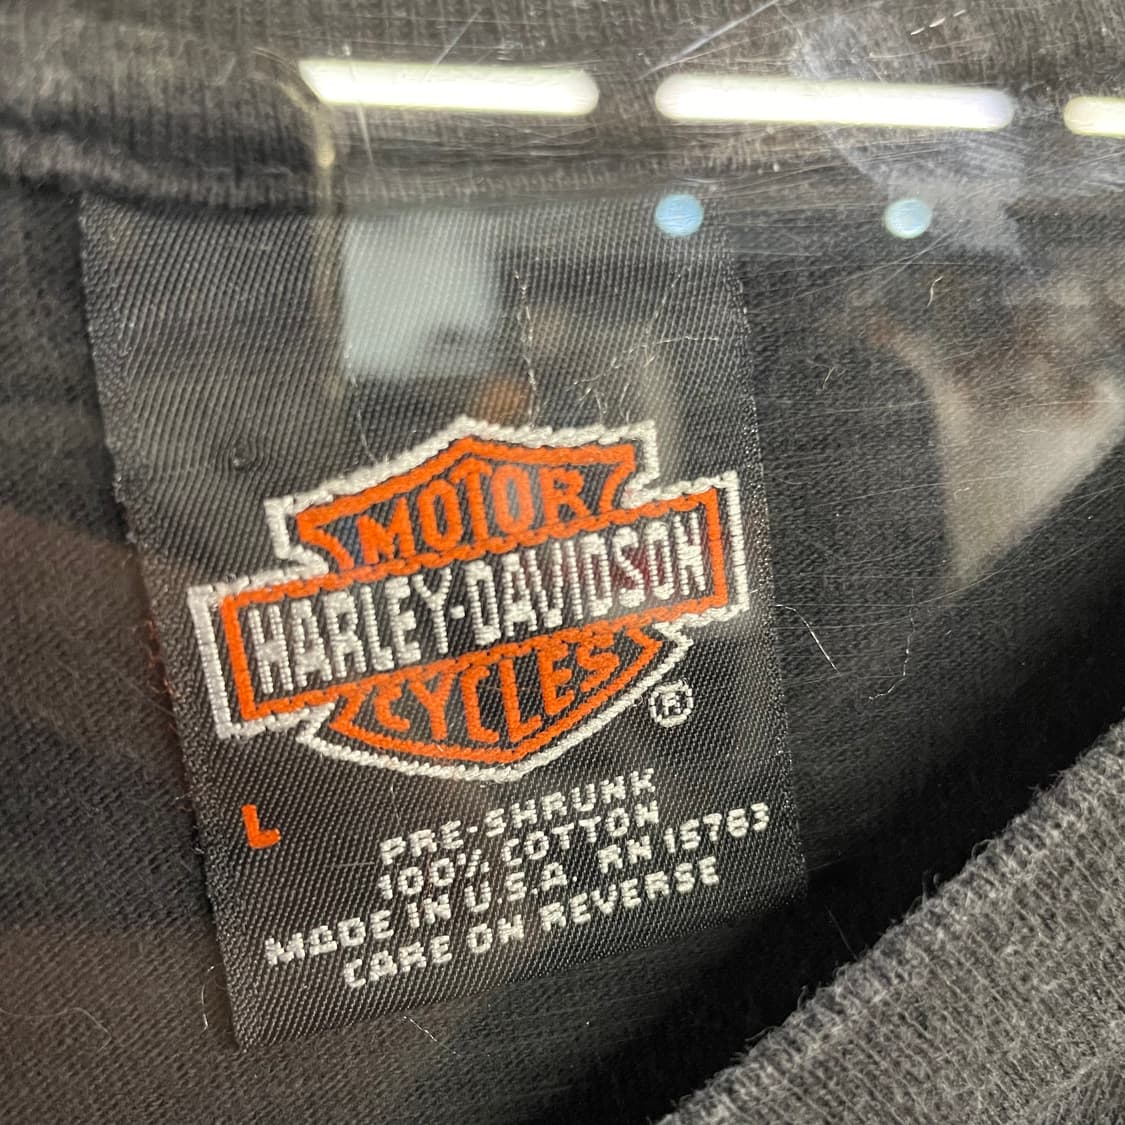 MOTOR
HARLEY-DAVIDSON
CYCLES
®
L
PRE-SHRUNK
100% COTTON
MADE IN U.S.A. RN 15763
CARE ON REVERSE